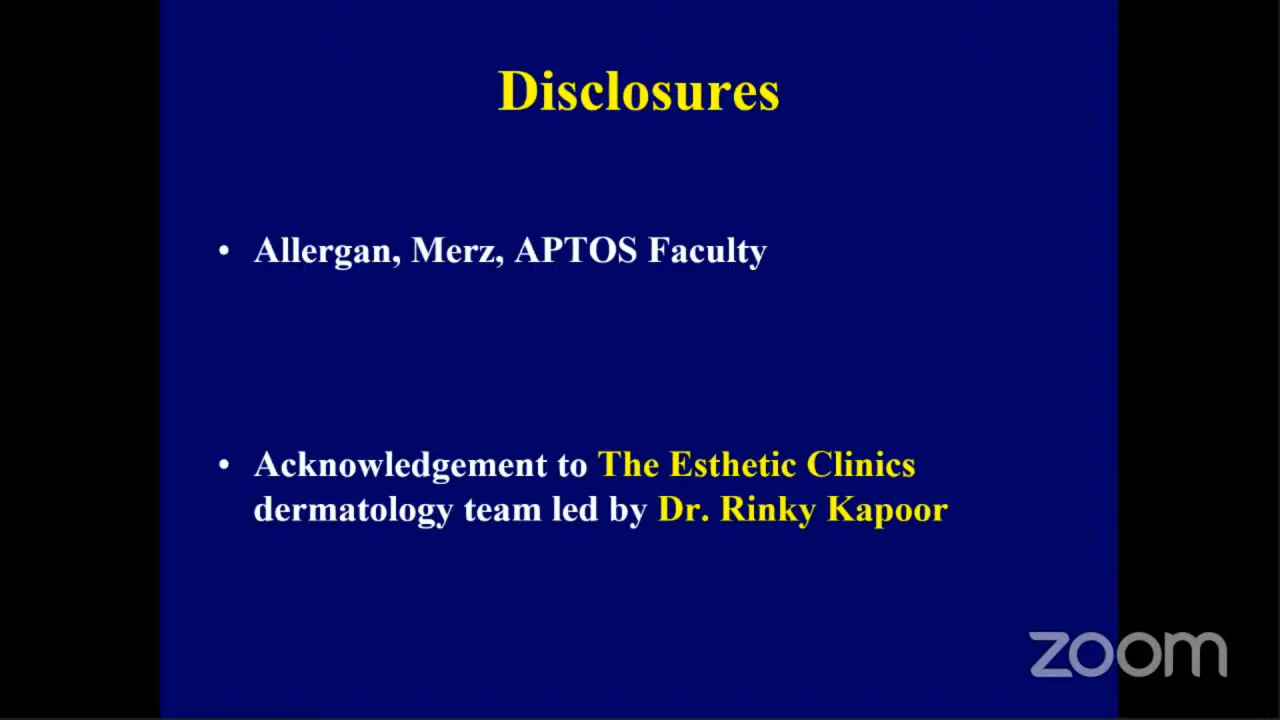 Disclosures
• Allergan, Merz, APTOS Faculty
• Acknowledgement to The Esthetic Clinics
dermatology team led by Dr. Rinky Kapoor
zoom